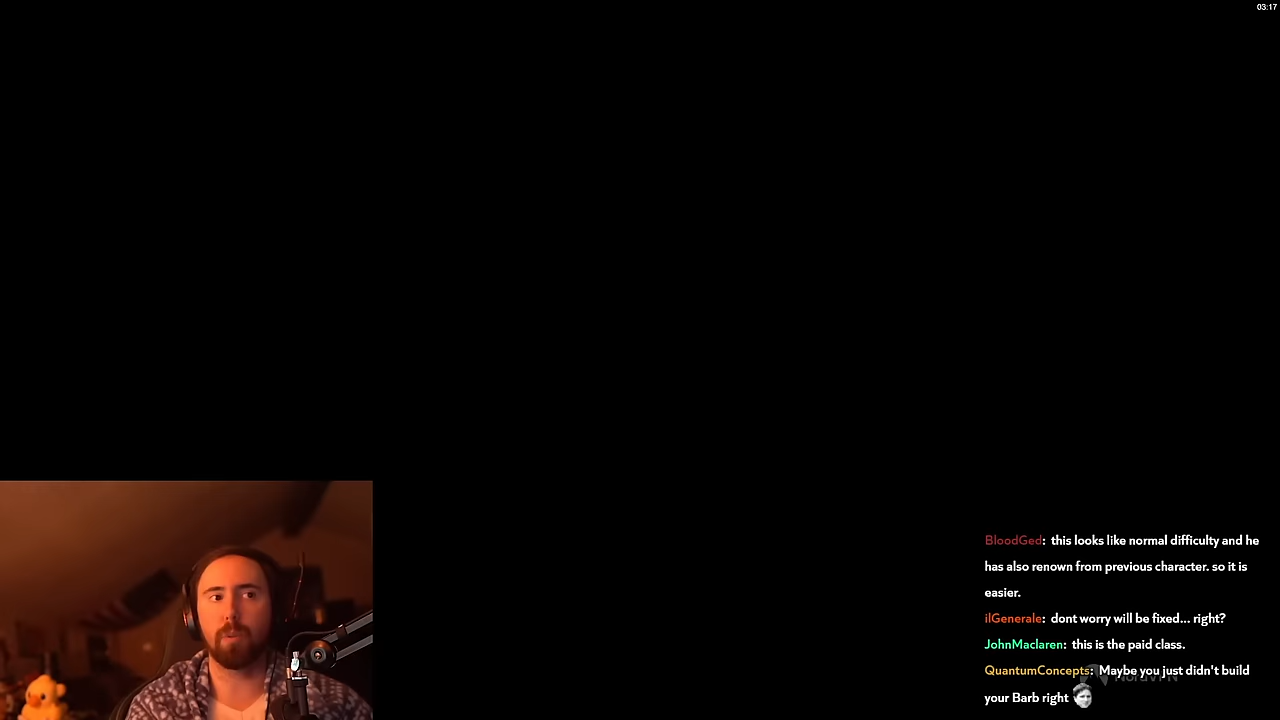 03:17
BloodGed: this looks like normal difficulty and he
has also renown from previous character. so it is
easier.
ilGenerale: dont worry will be fixed... right?
JohnMaclaren: this is the paid class.
QuantumConcepts: Maybe you just didn't build
your Barb right
NordVPN